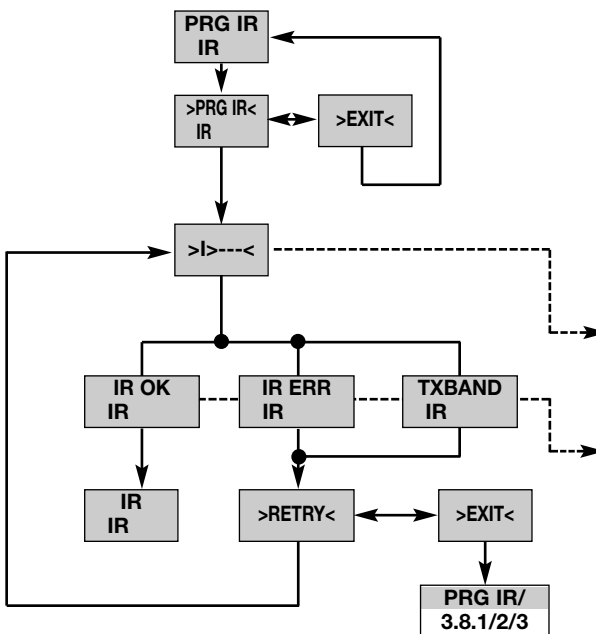 PRG IR
IR
>PRG IR<
IR
>EXIT<
>I>---<
IR OK
IR
IR ERR
IR
TXBAND
IR
IR
IR
>RETRY<
>EXIT<
PRG IR/
3.8.1/2/3